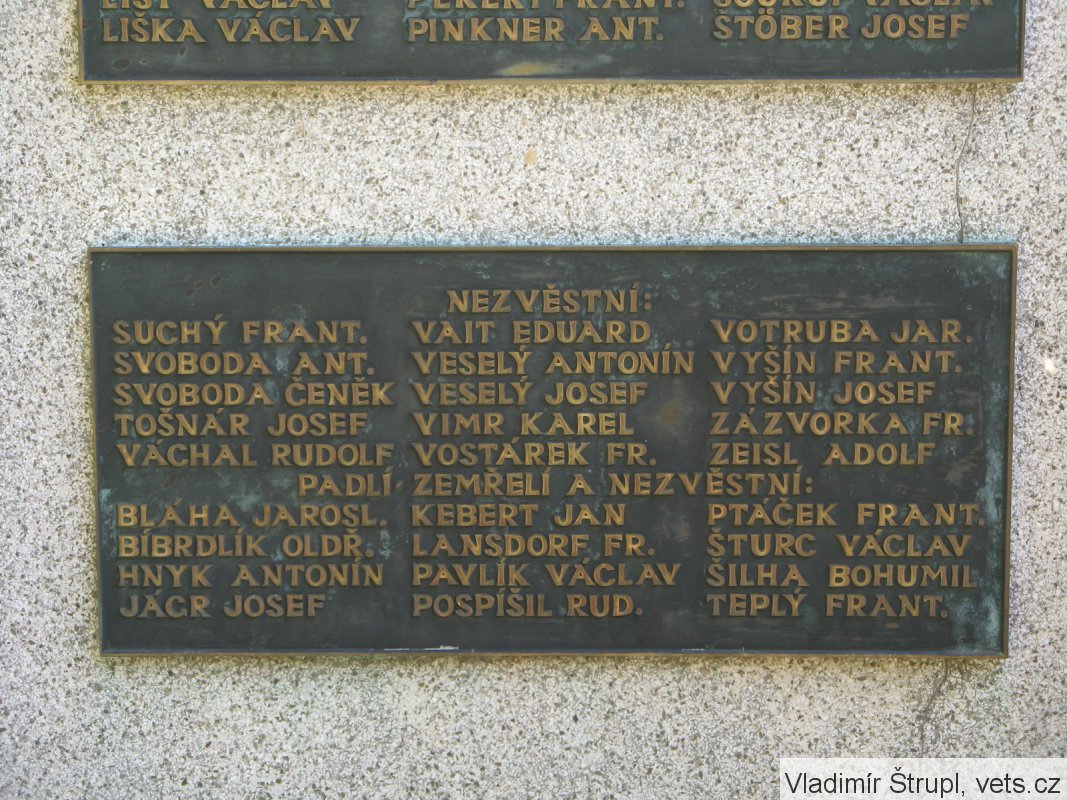 LIŠKA VÁCLAV PINKNER ANT. ŠTÖBER JOSEF
NEZVĚSTNÍ:
SUCHÝ FRANT. VAIT EDUARD VOTRUBA JAR.
SVOBODA ANT. VESELÝ ANTONÍN VYŠÍN FRANT.
SVOBODA ČENĚK VESELÝ JOSEF VYŠÍN JOSEF
TOŠNÁR JOSEF VIMR KAREL ZÁZVORKA FR.
VÁCHAL RUDOLF VOSTÁREK FR. ZEISL ADOLF
PADLÍ ZEMŘELÍ A NEZVĚSTNÍ:
BLÁHA JAROSL. KEBERT JAN PTÁČEK FRANT.
BÍBRDLÍK OLDŘ. LANSDORF FR. ŠTURC VÁCLAV
HNYK ANTONÍN PAVLÍK VÁCLAV ŠILHA BOHUMIL
JÁCR JOSEF POSPÍŠIL RUD. TEPLÝ FRANT.
Vladimír Štrupl, vets.cz